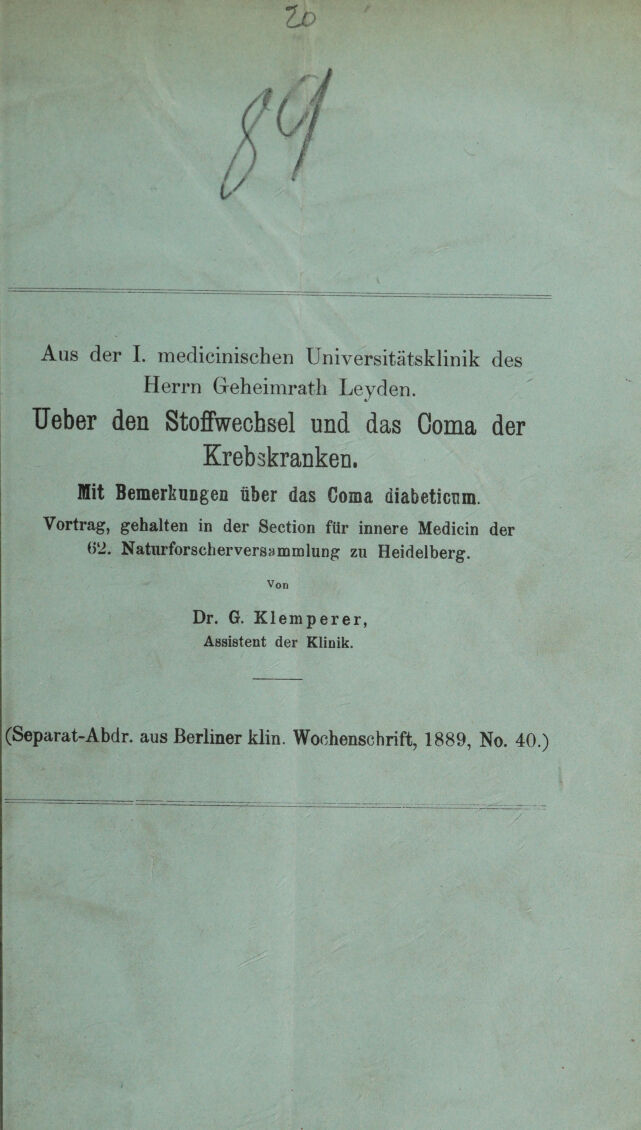 20
89
Aus der I. medicinischen Universitätsklinik des
Herrn Geheimrath Leyden.
Ueber den Stoffwechsel und das Coma der
Krebskranken.
Mit Bemerkungen über das Coma diabeticum.
Vortrag, gehalten in der Section für innere Medicin der
62. Naturforscherversammlung zu Heidelberg.
Von
Dr. G. Klemperer,
Assistent der Klinik.
(Separat-Abdr. aus Berliner klin. Wochenschrift, 1889, No. 40.)